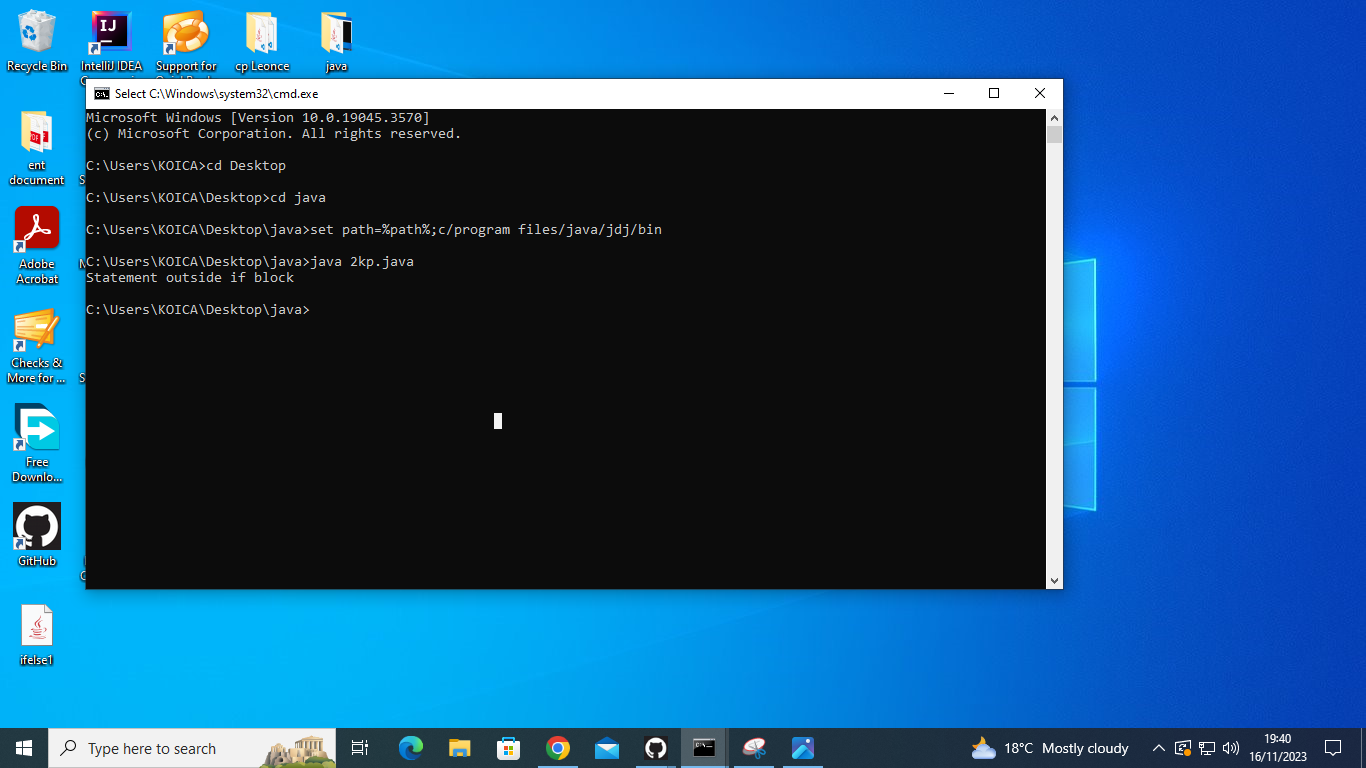 Recycle Bin
IntelliJ IDEA
Support for
cp Leonce
java
ent
document
Adobe
Acrobat
Checks &
More for ...
Free
Downlo...
GitHub
ifelse1
Select C:\Windows\system32\cmd.exe
Microsoft Windows [Version 10.0.19045.3570]
(c) Microsoft Corporation. All rights reserved.
C:\Users\KOICA>cd Desktop
C:\Users\KOICA\Desktop>cd java
C:\Users\KOICA\Desktop\java>set path=%path%;c/program files/java/jdj/bin
C:\Users\KOICA\Desktop\java>java 2kp.java
Statement outside if block
C:\Users\KOICA\Desktop\java>
Type here to search
18°C Mostly cloudy
19:40
16/11/2023